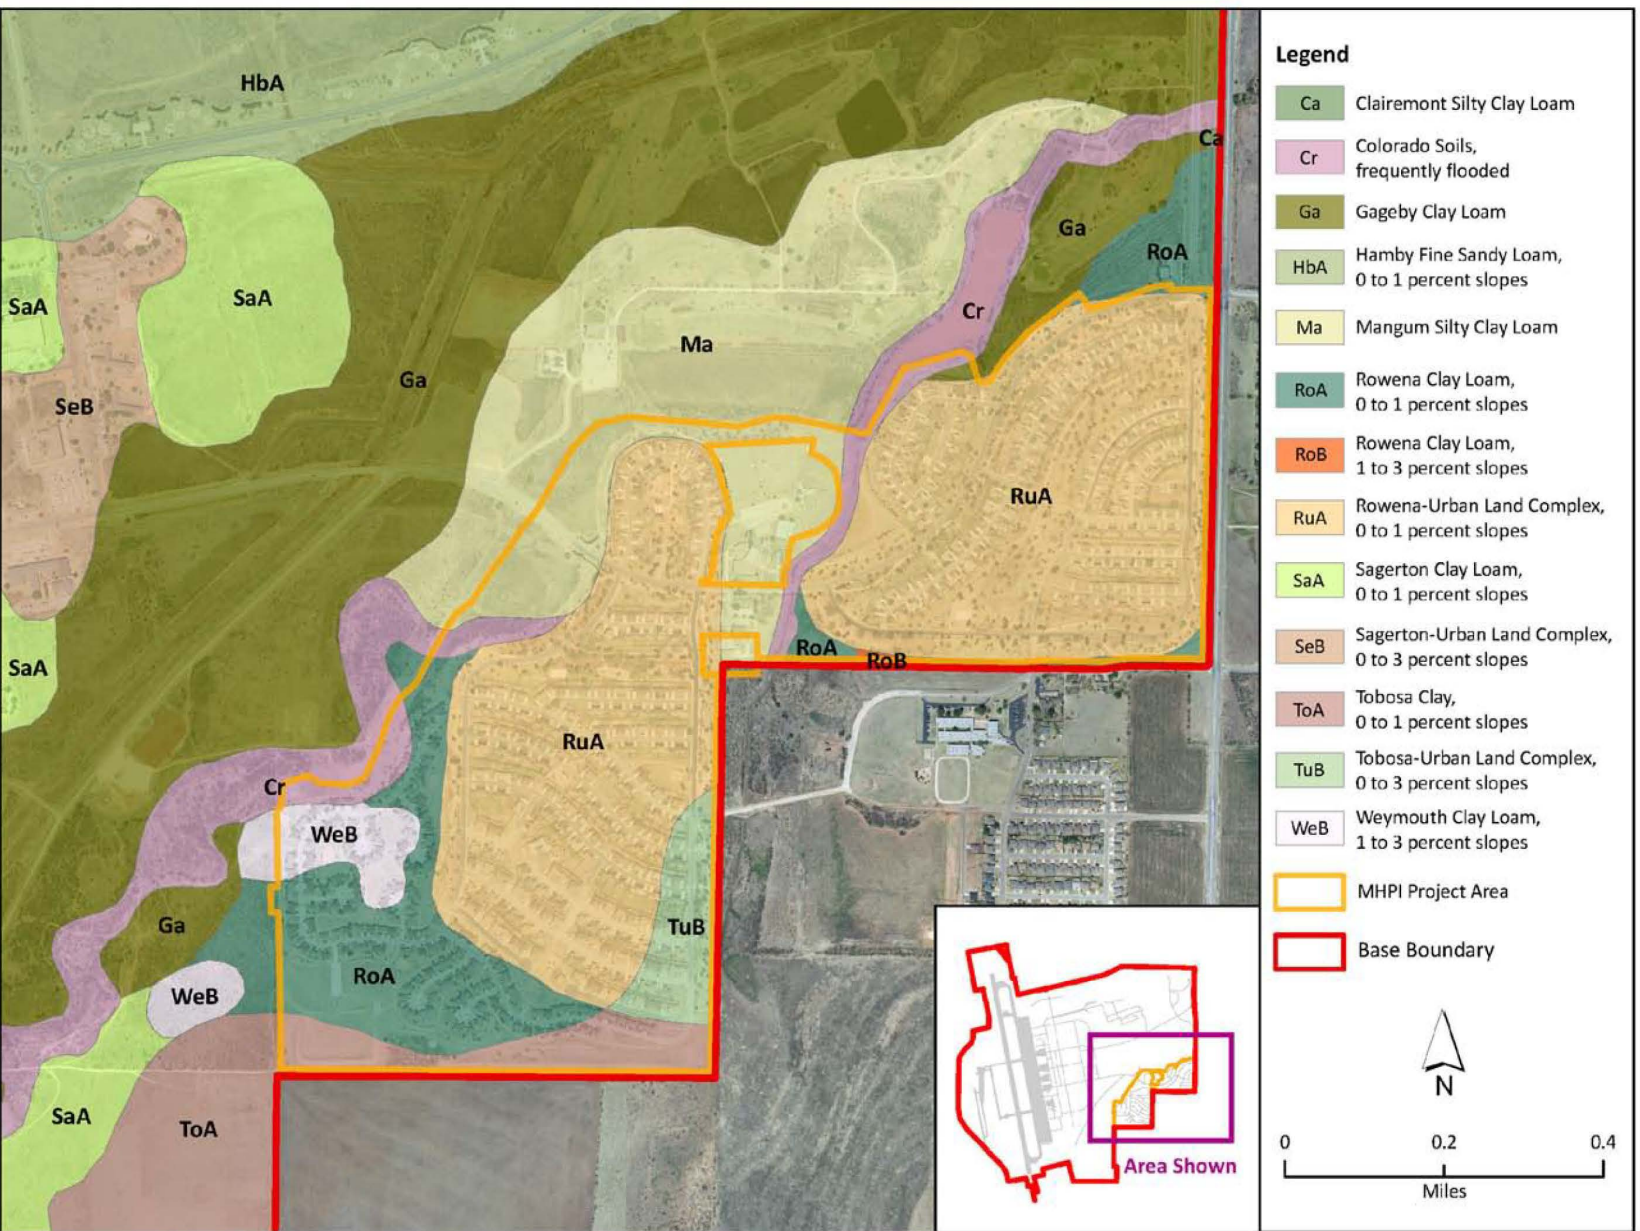 HbA
Ca
Ga
RoA
SaA
SaA
Cr
Ma
Ga
SeB
RuA
SaA
RoA
RoB
RuA
Cr
WeB
Ga
TuB
RoA
WeB
SaA
ToA
Legend
Ca Clairemont Silty Clay Loam
Cr Colorado Soils,
frequently flooded
Ga Gageby Clay Loam
HbA Hamby Fine Sandy Loam,
0 to 1 percent slopes
Ma Mangum Silty Clay Loam
RoA Rowena Clay Loam,
0 to 1 percent slopes
RoB Rowena Clay Loam,
1 to 3 percent slopes
RuA Rowena-Urban Land Complex,
0 to 1 percent slopes
SaA Sagerton Clay Loam,
0 to 1 percent slopes
SeB Sagerton-Urban Land Complex,
0 to 3 percent slopes
ToA Tobosa Clay,
0 to 1 percent slopes
TuB Tobosa-Urban Land Complex,
0 to 3 percent slopes
WeB Weymouth Clay Loam,
1 to 3 percent slopes
MHPI Project Area
Base Boundary
N
0 0.2 0.4
Miles
Area Shown